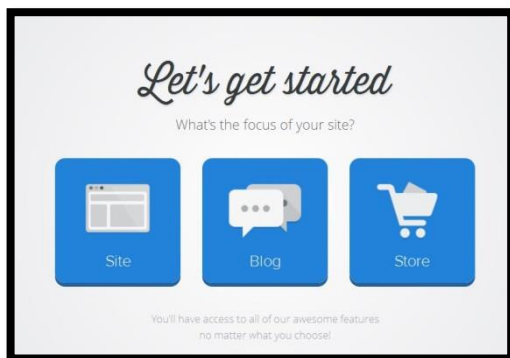 Let's get started
What's the focus of your site?
Site
Blog
Store
You'll have access to all of our awesome features
no matter what you choose!